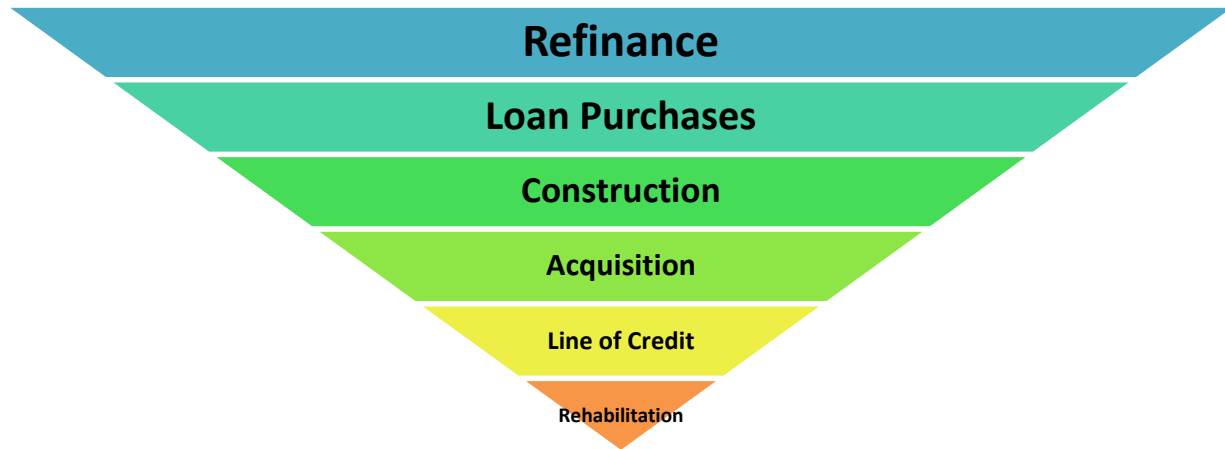 Refinance
Loan Purchases
Construction
Acquisition
Line of Credit
Rehabilitation